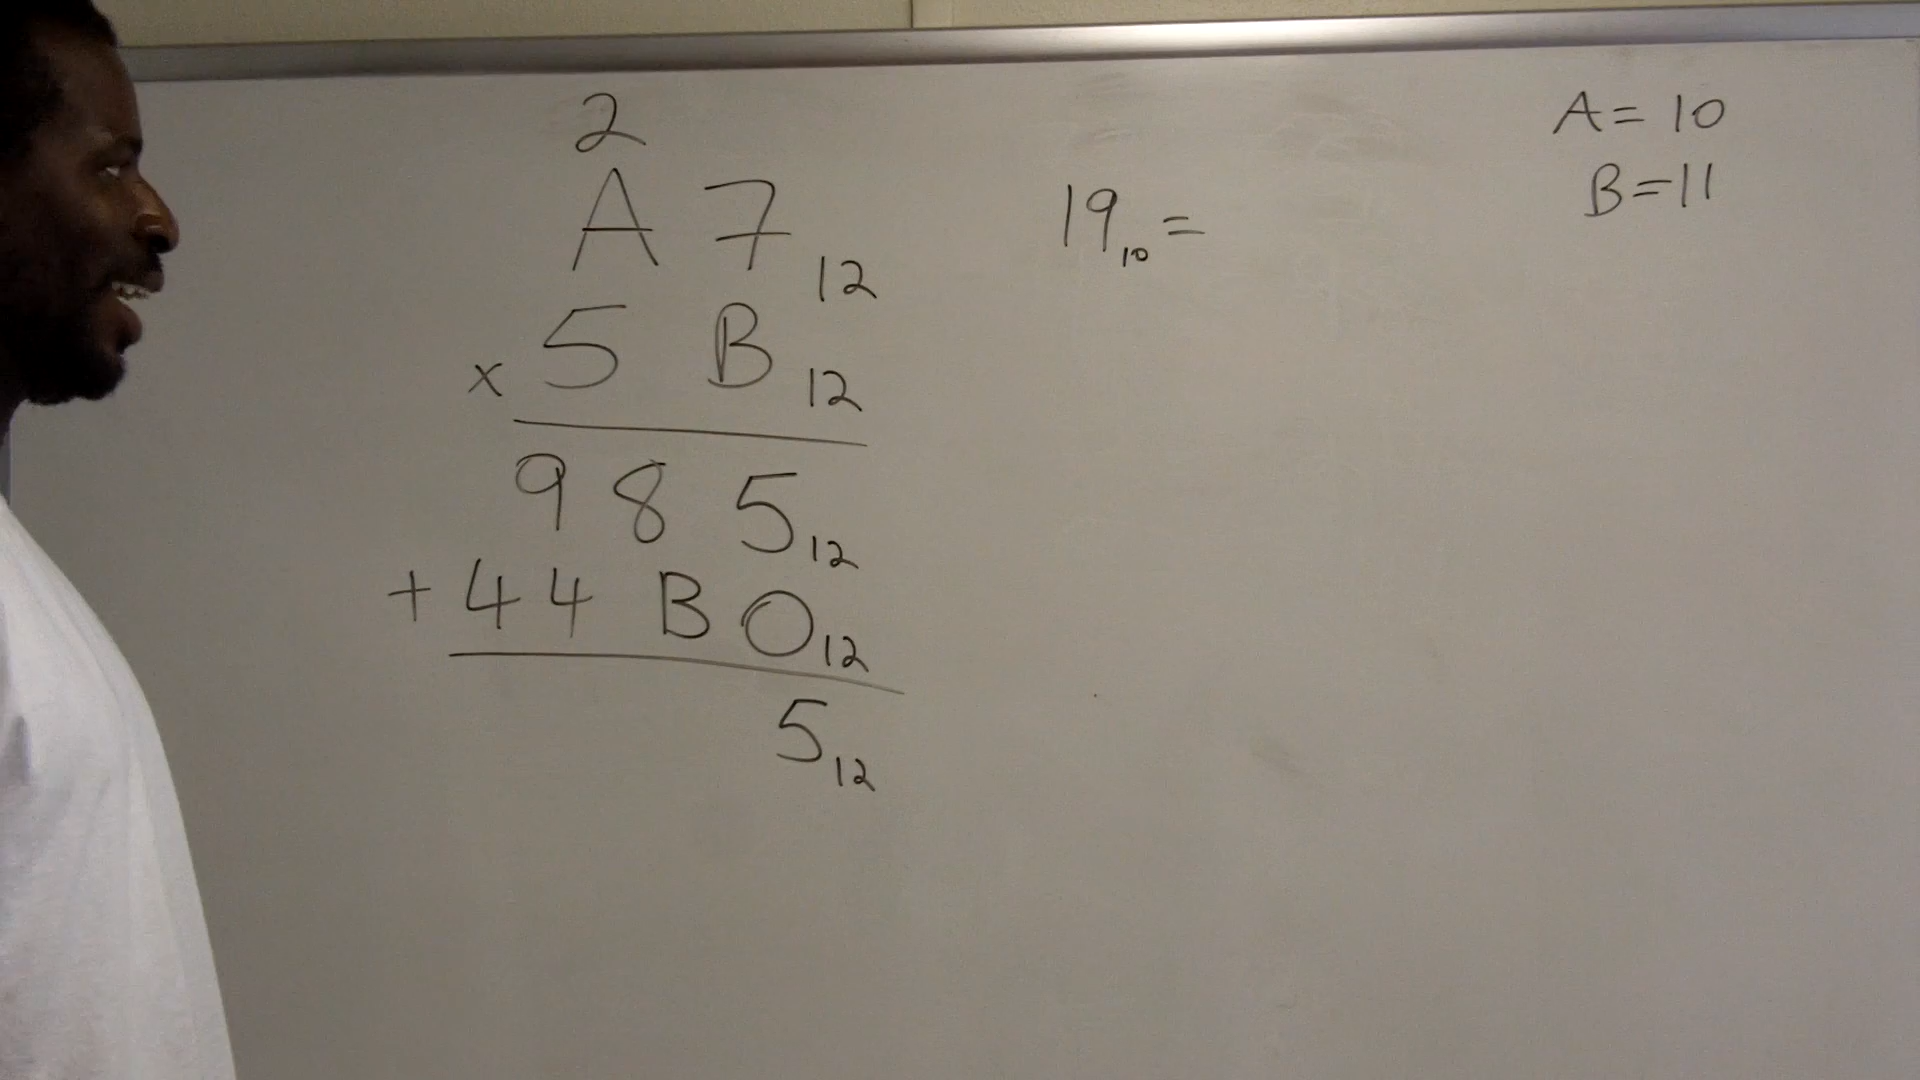 2
A 7 12
x 5 B 12
9 8 5 12
+ 4 4 B 0 12
5 12
19 10 =
A = 10
B = 11